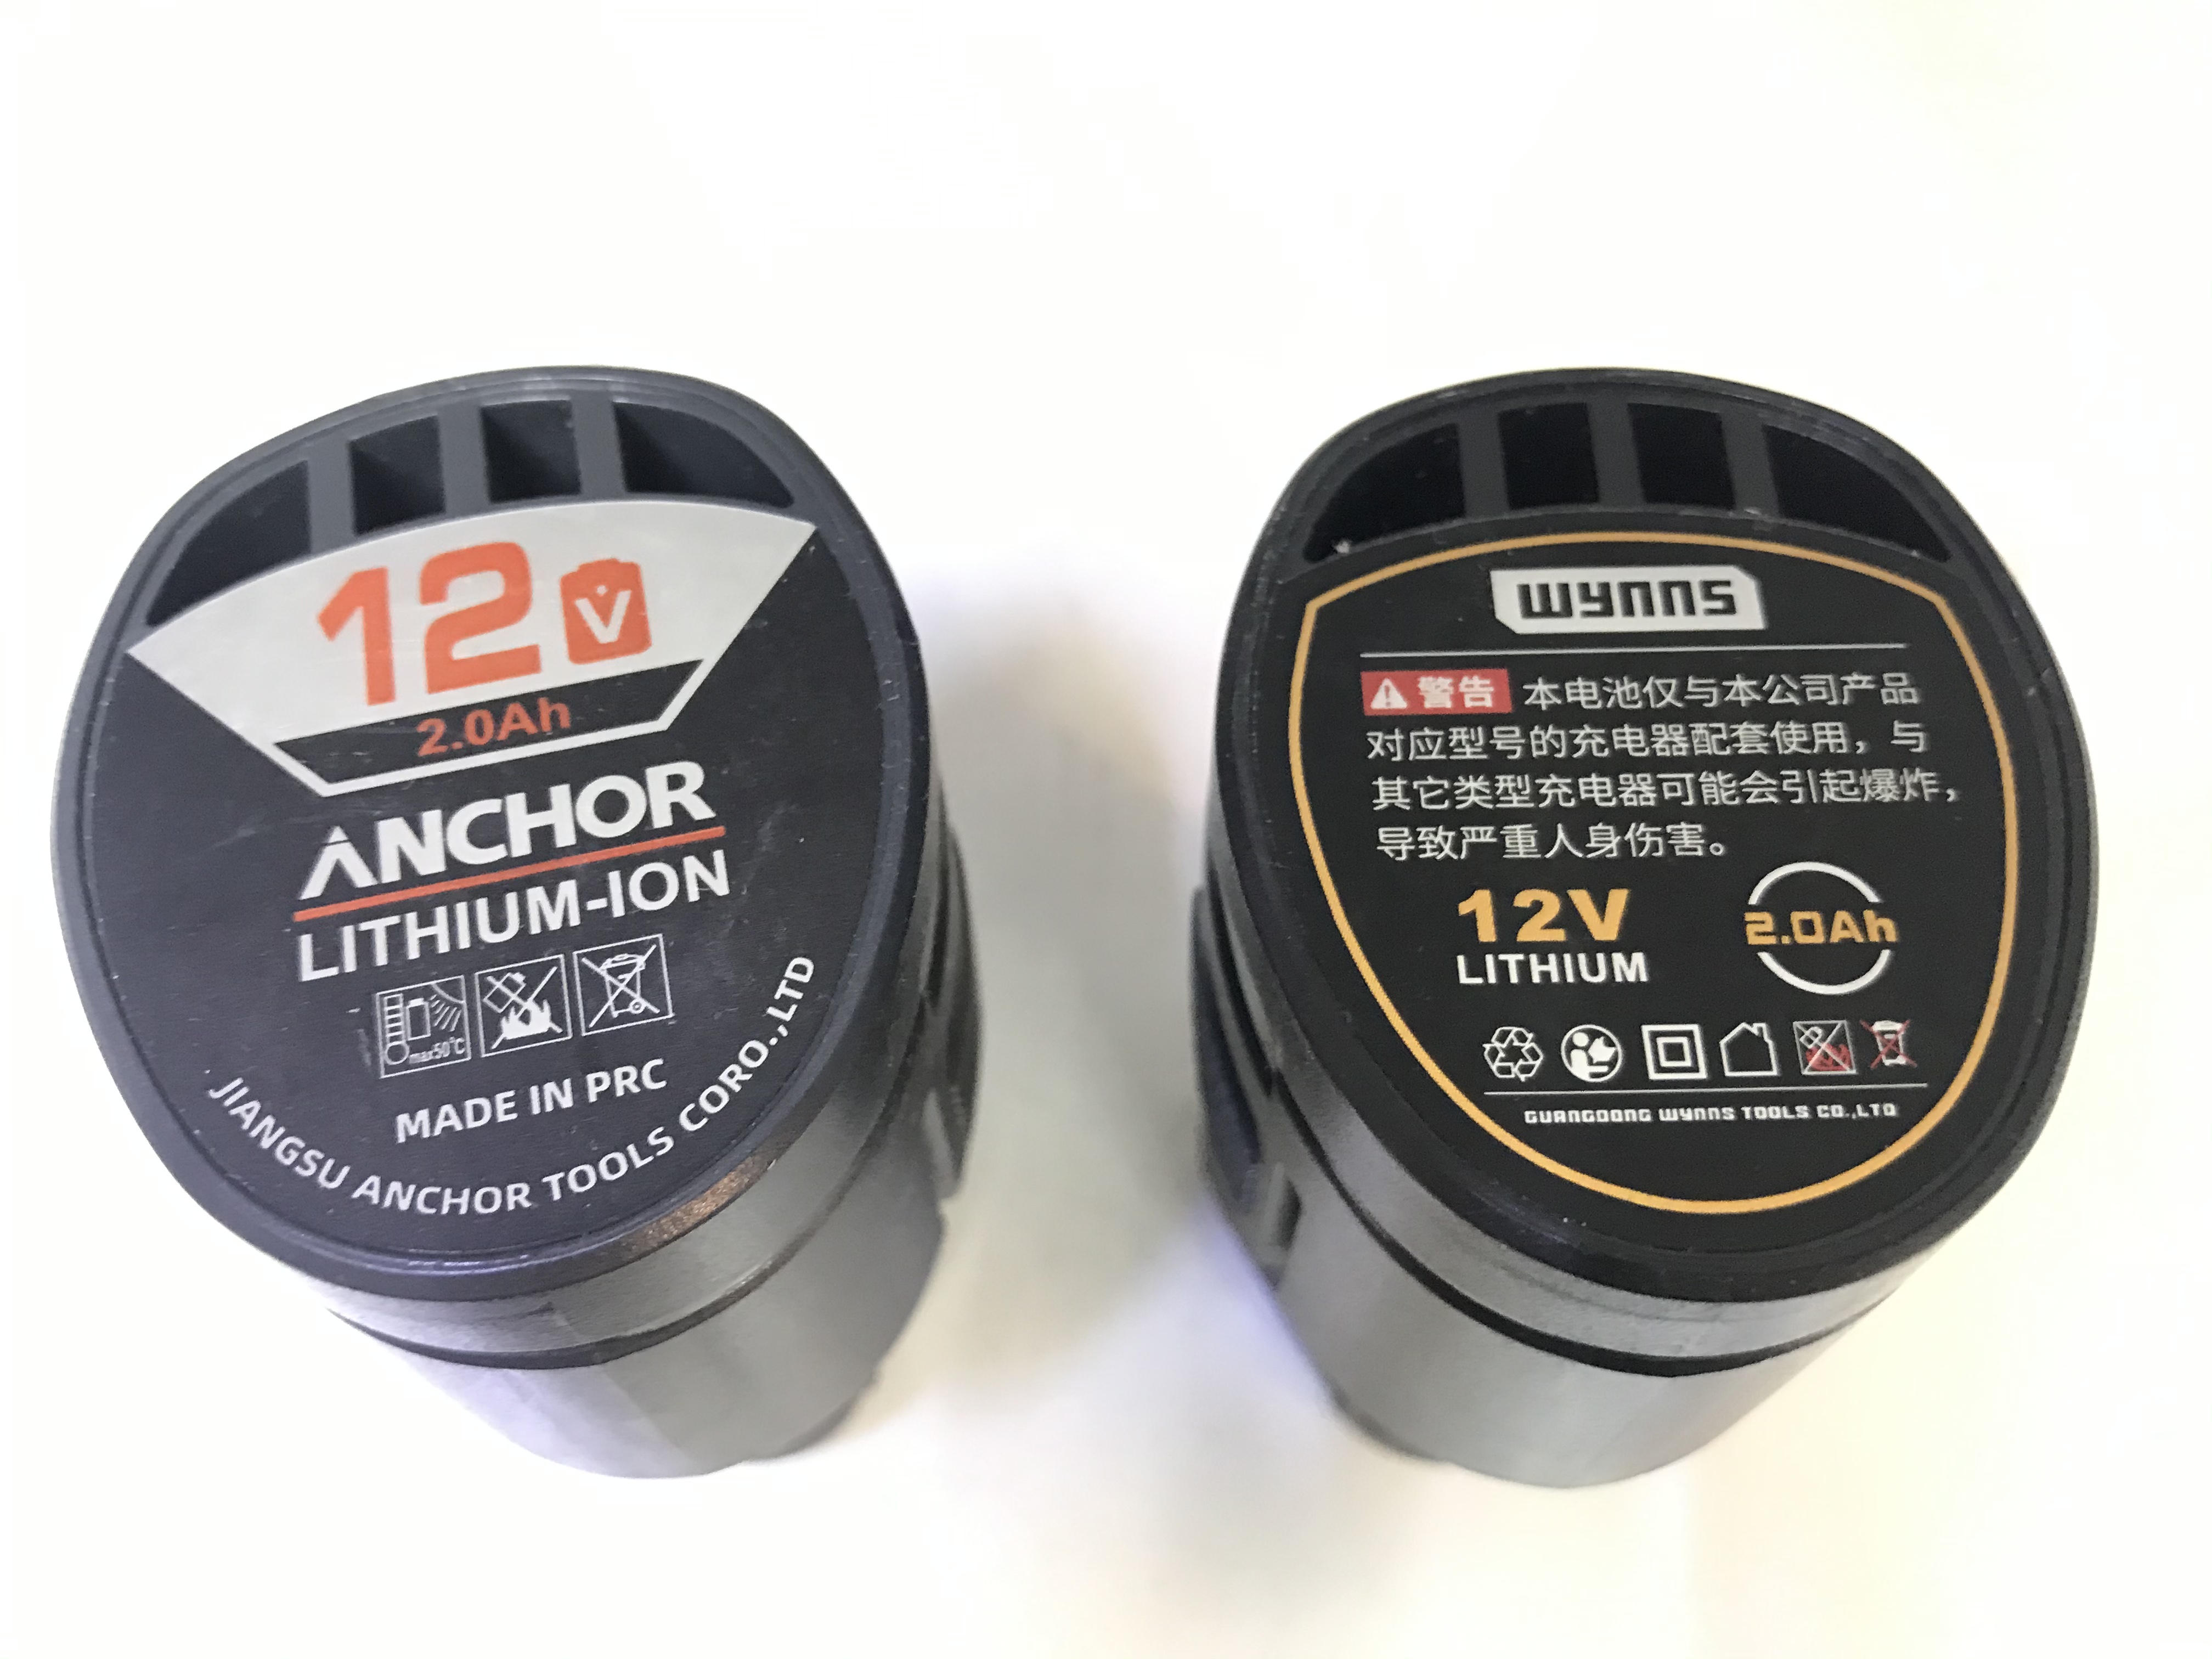 12V
2.0Ah
ANCHOR
LITHIUM-ION
max50°C
MADE IN PRC
JIANGSU ANCHOR TOOLS CORO.,LTD
WYNNS
警告 本电池仅与本公司产品
对应型号的充电器配套使用，与
其它类型充电器可能会引起爆炸，
导致严重人身伤害。
12V
LITHIUM
2.0Ah
GUANGDONG WYNNS TOOLS CO.,LTD